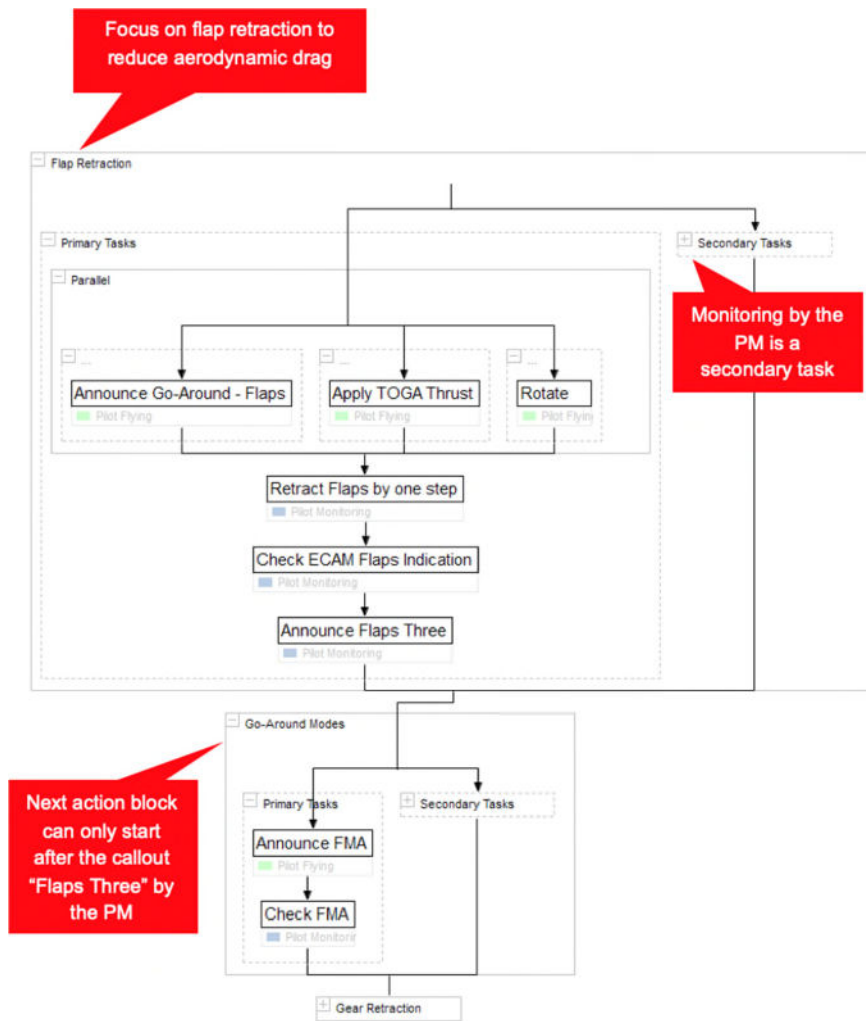 Focus on flap retraction to
reduce aerodynamic drag
Flap Retraction
Primary Tasks
Secondary Tasks
Parallel
Monitoring by the
PM is a
secondary task
...
...
...
Announce Go-Around - Flaps
Apply TOGA Thrust
Rotate
Pilot Flying
Pilot Flying
Pilot Flying
Retract Flaps by one step
Pilot Monitoring
Check ECAM Flaps Indication
Pilot Monitoring
Announce Flaps Three
Pilot Monitoring
Go-Around Modes
Next action block
can only start
after the callout
“Flaps Three” by
the PM
Primary Tasks
Secondary Tasks
Announce FMA
Pilot Flying
Check FMA
Pilot Monitorin
Gear Retraction